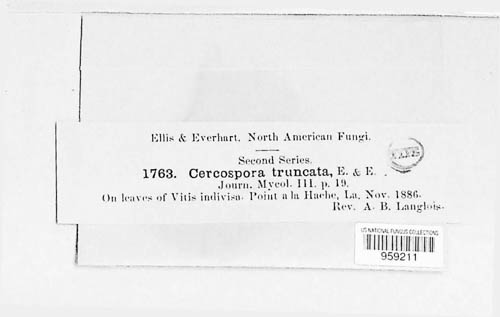 Ellis & Everhart, North American Fungi.
Second Series.
1763. Cercospora truncata, E. & E.
Journ. Mycol. III. p. 19.
On leaves of Vitis indivisa. Point a la Hache, La, Nov. 1886.
Rev. A. B. Langlois.
US NATIONAL FUNGUS COLLECTIONS
959211